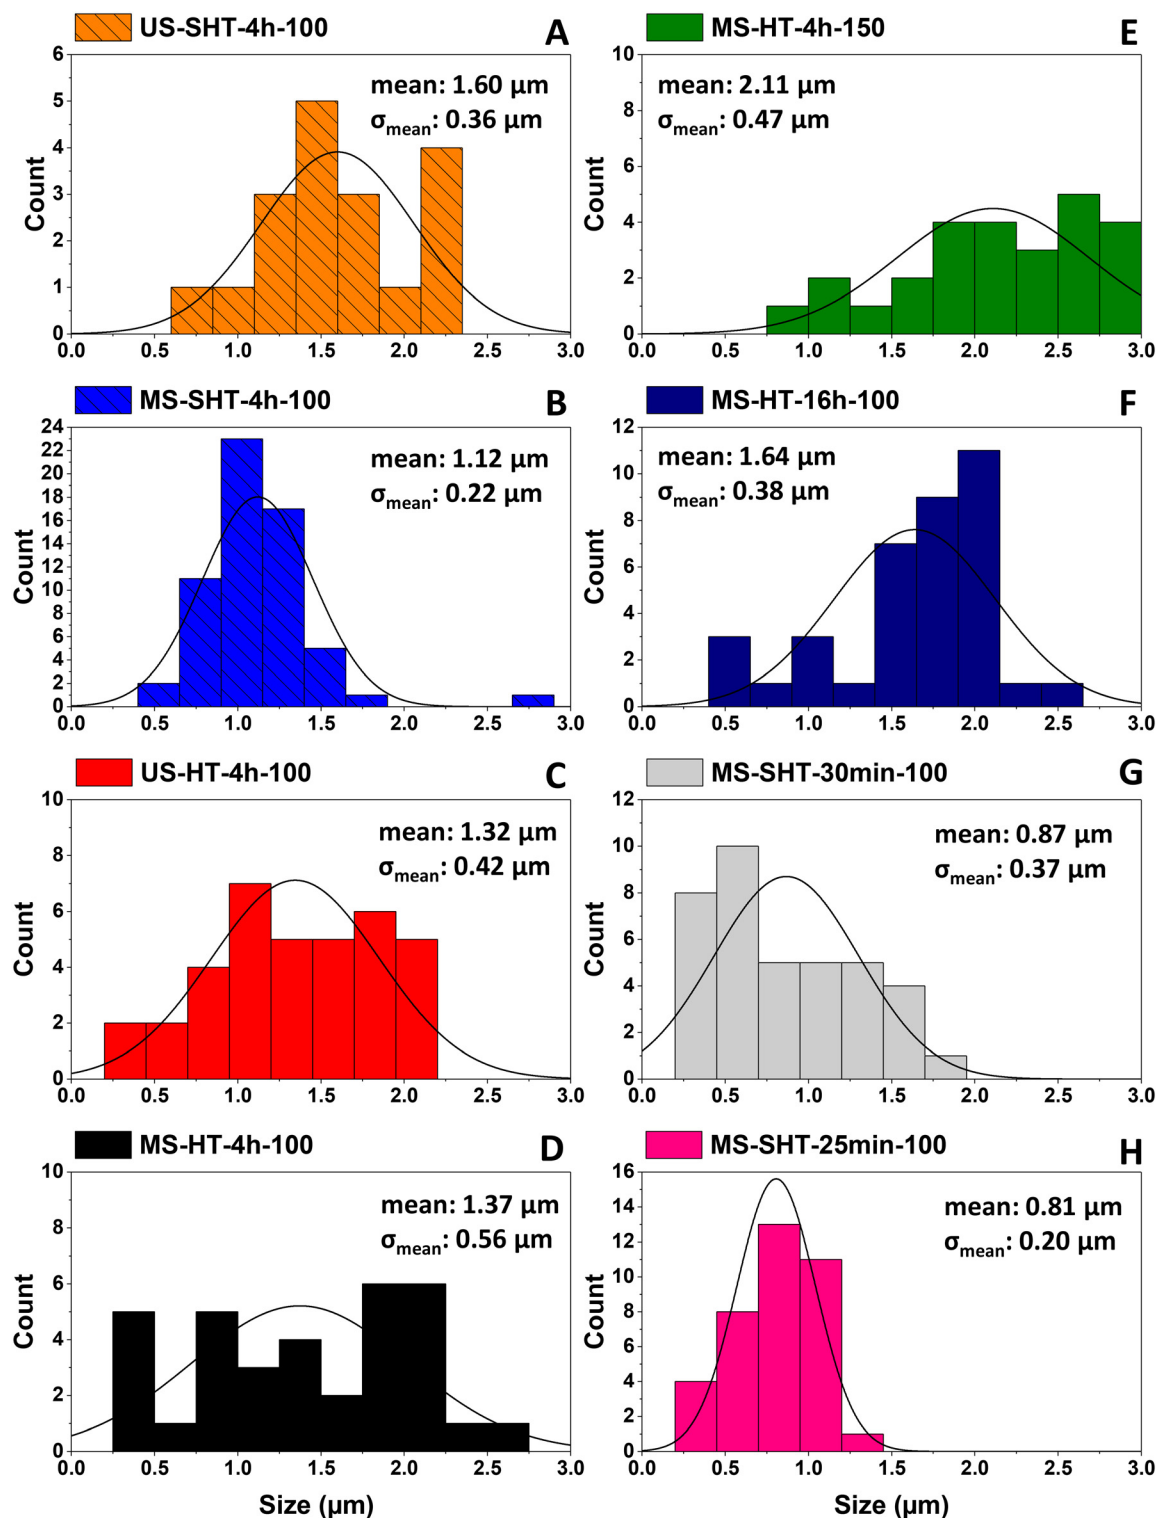 US-SHT-4h-100
A
mean: 1.60 µm
σmean: 0.36 µm
Count
6
5
4
3
2
1
0
0.0 0.5 1.0 1.5 2.0 2.5 3.0
MS-HT-4h-150
E
mean: 2.11 µm
σmean: 0.47 µm
Count
10
8
6
4
2
0
0.0 0.5 1.0 1.5 2.0 2.5 3.0
MS-SHT-4h-100
B
mean: 1.12 µm
σmean: 0.22 µm
Count
24
22
20
18
16
14
12
10
8
6
4
2
0
0.0 0.5 1.0 1.5 2.0 2.5 3.0
MS-HT-16h-100
F
mean: 1.64 µm
σmean: 0.38 µm
Count
12
10
8
6
4
2
0
0.0 0.5 1.0 1.5 2.0 2.5 3.0
US-HT-4h-100
C
mean: 1.32 µm
σmean: 0.42 µm
Count
10
8
6
4
2
0
0.0 0.5 1.0 1.5 2.0 2.5 3.0
MS-SHT-30min-100
G
mean: 0.87 µm
σmean: 0.37 µm
Count
12
10
8
6
4
2
0
0.0 0.5 1.0 1.5 2.0 2.5 3.0
MS-HT-4h-100
D
mean: 1.37 µm
σmean: 0.56 µm
Count
10
8
6
4
2
0
0.0 0.5 1.0 1.5 2.0 2.5 3.0
Size (µm)
MS-SHT-25min-100
H
mean: 0.81 µm
σmean: 0.20 µm
Count
16
14
12
10
8
6
4
2
0
0.0 0.5 1.0 1.5 2.0 2.5 3.0
Size (µm)